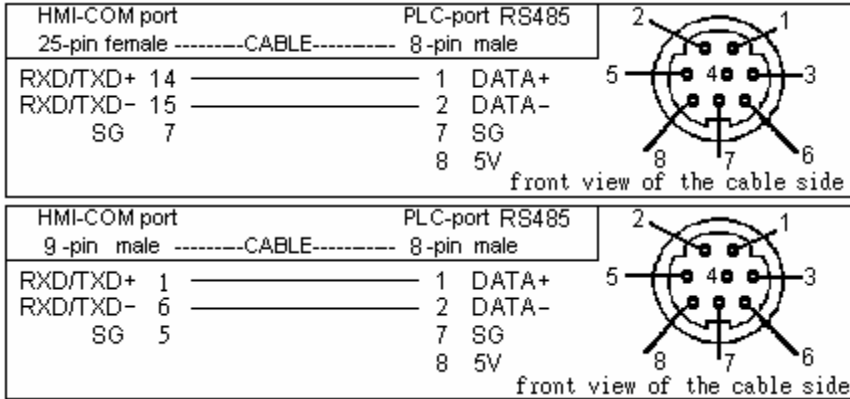 HMI-COM port PLC-port RS485
25-pin female ---------CABLE----------- 8-pin male
RXD/TXD+ 14 1 DATA+
RXD/TXD- 15 2 DATA-
SG 7 7 SG
8 5V
2 1
5 4 3
8 7 6
front view of the cable side
HMI-COM port PLC-port RS485
9-pin male ---------CABLE----------- 8-pin male
RXD/TXD+ 1 1 DATA+
RXD/TXD- 6 2 DATA-
SG 5 7 SG
8 5V
2 1
5 4 3
8 7 6
front view of the cable side